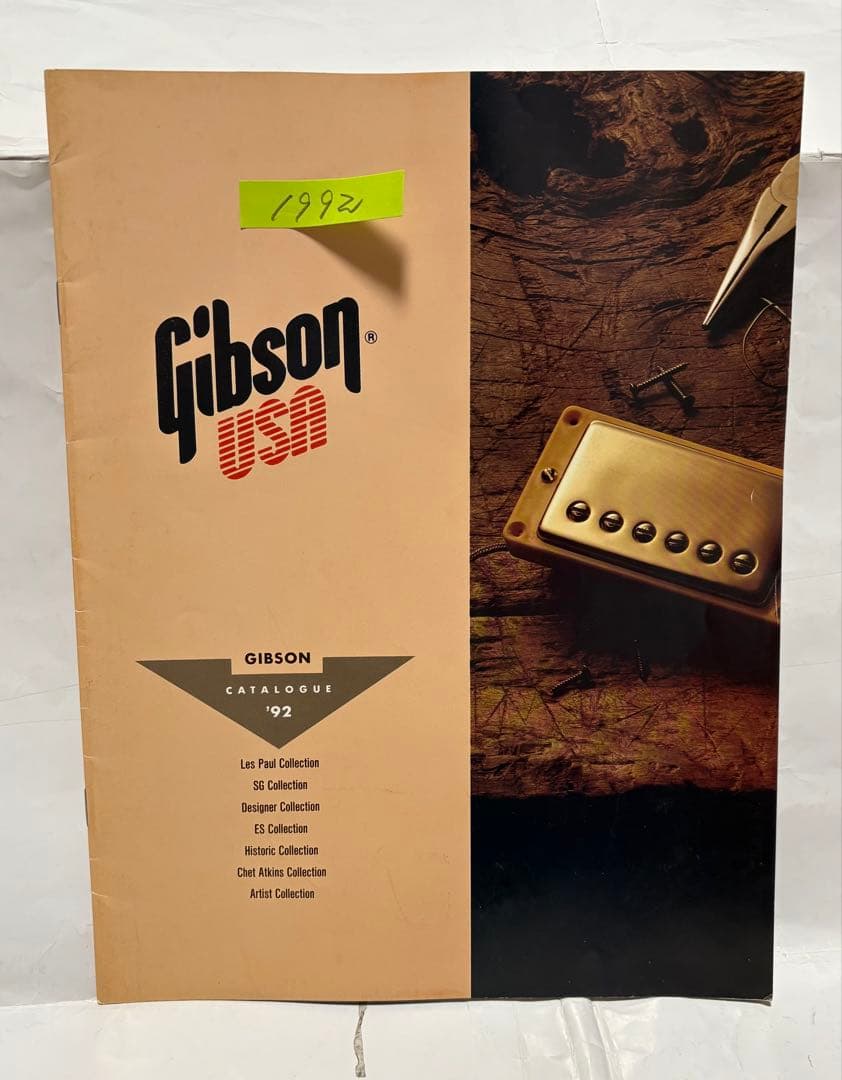 1992
Gibson®
USA
GIBSON
CATALOGUE
'92
Les Paul Collection
SG Collection
Designer Collection
ES Collection
Historic Collection
Chet Atkins Collection
Artist Collection